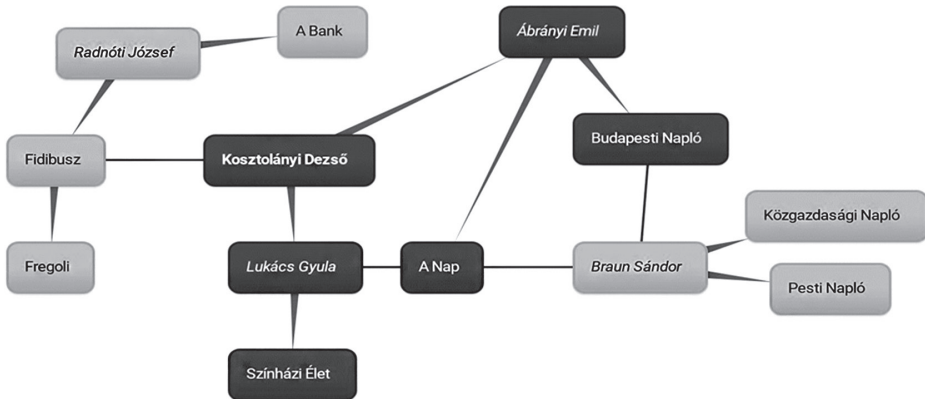 A Bank
Ábrányi Emil
Radnóti József
Budapesti Napló
Fidibusz
Kosztolányi Dezső
Közgazdasági Napló
Fregoli
Lukács Gyula
A Nap
Braun Sándor
Pesti Napló
Színházi Élet